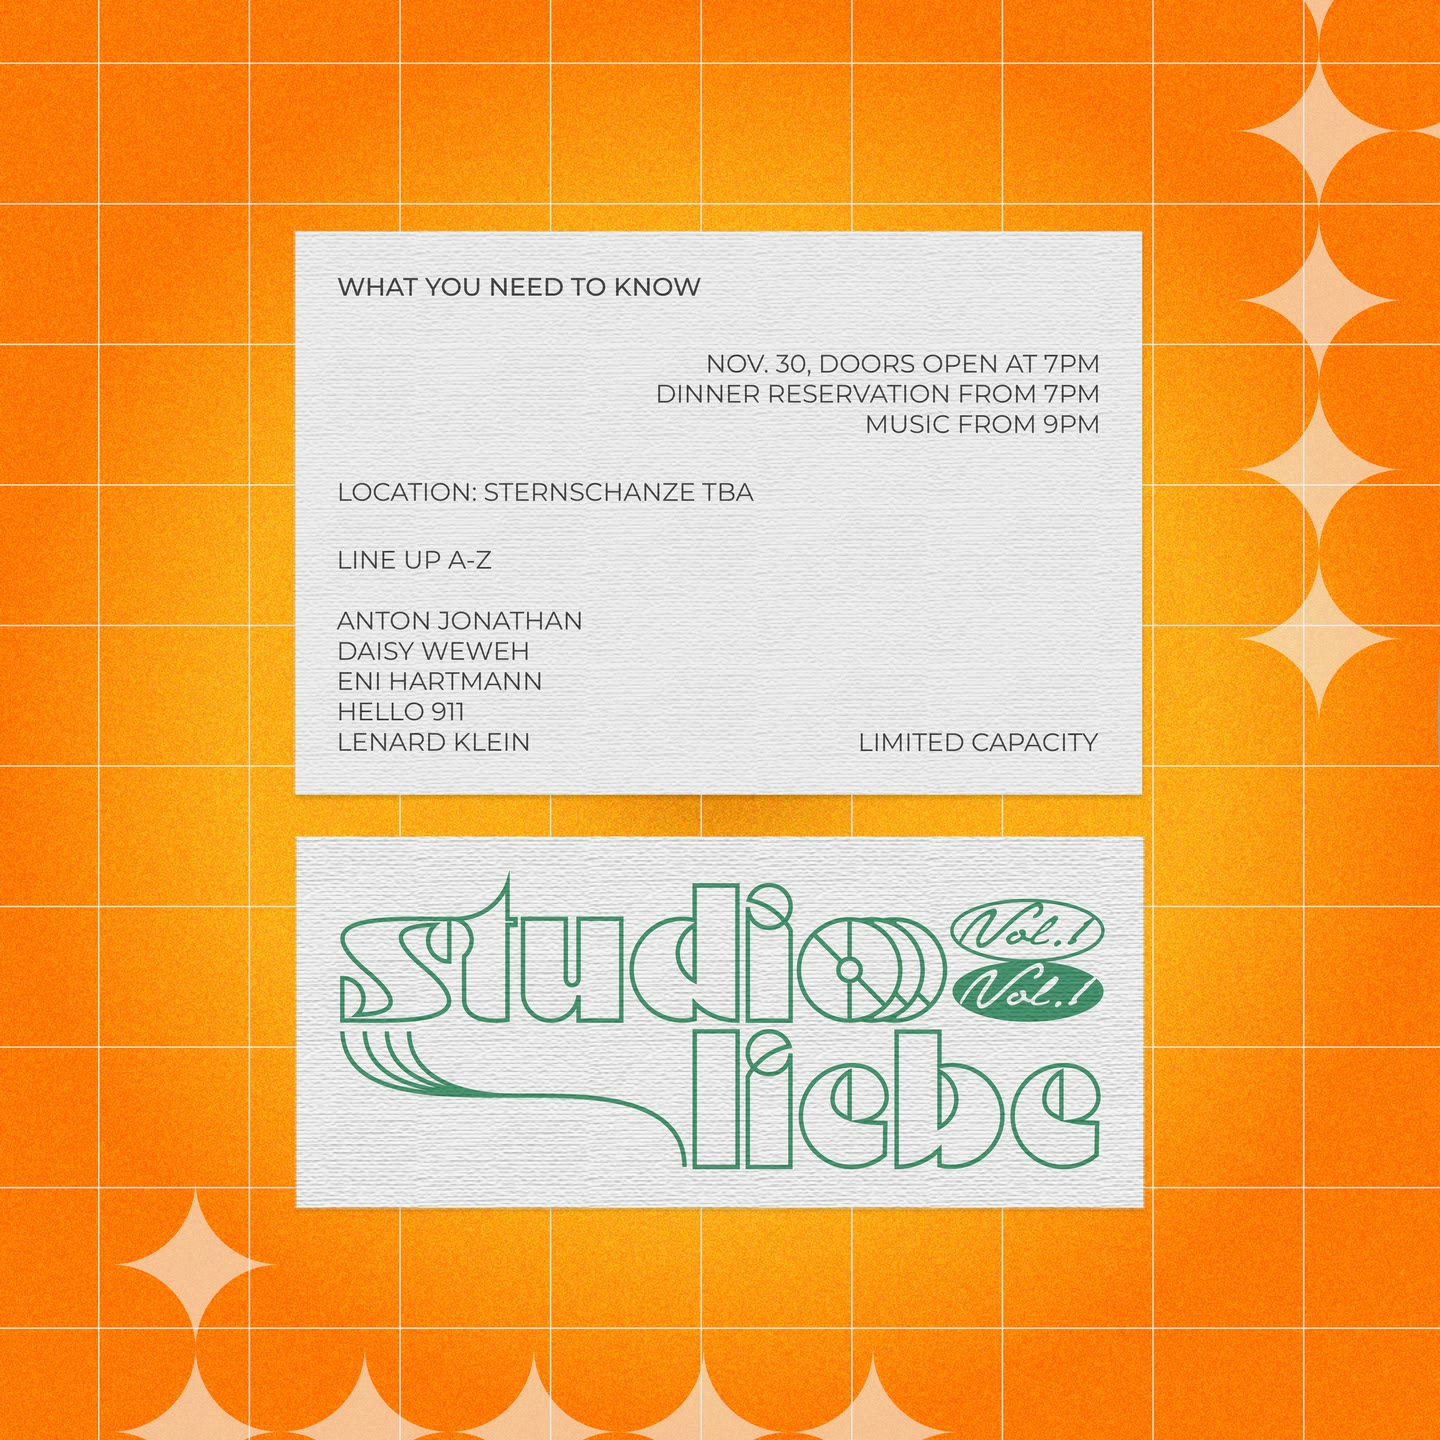 WHAT YOU NEED TO KNOW
NOV. 30, DOORS OPEN AT 7PM
DINNER RESERVATION FROM 7PM
MUSIC FROM 9PM
LOCATION: STERNSCHANZE TBA
LINE UP A-Z
ANTON JONATHAN
DAISY WEWEH
ENI HARTMANN
HELLO 911
LENARD KLEIN
LIMITED CAPACITY
studio
Vol.1
Vol.1
liebe